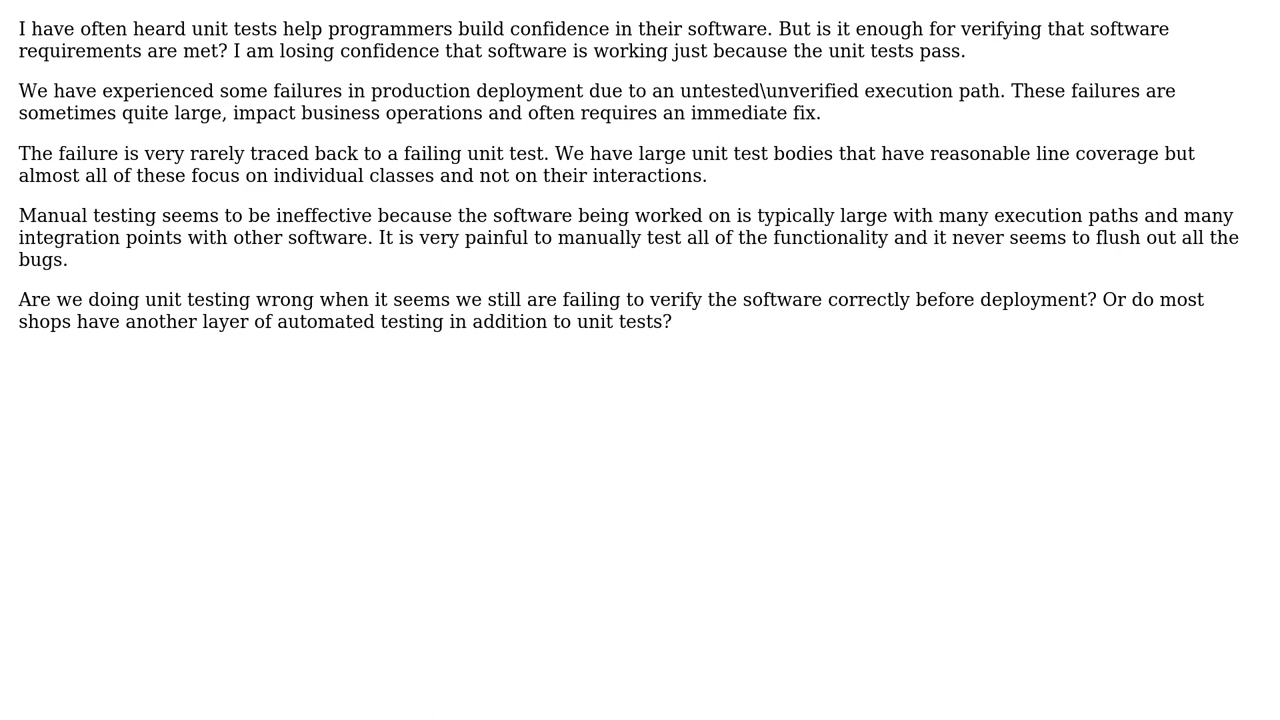 I have often heard unit tests help programmers build confidence in their software. But is it enough for verifying that software
requirements are met? I am losing confidence that software is working just because the unit tests pass.
We have experienced some failures in production deployment due to an untested\unverified execution path. These failures are
sometimes quite large, impact business operations and often requires an immediate fix.
The failure is very rarely traced back to a failing unit test. We have large unit test bodies that have reasonable line coverage but
almost all of these focus on individual classes and not on their interactions.
Manual testing seems to be ineffective because the software being worked on is typically large with many execution paths and many
integration points with other software. It is very painful to manually test all of the functionality and it never seems to flush out all the
bugs.
Are we doing unit testing wrong when it seems we still are failing to verify the software correctly before deployment? Or do most
shops have another layer of automated testing in addition to unit tests?